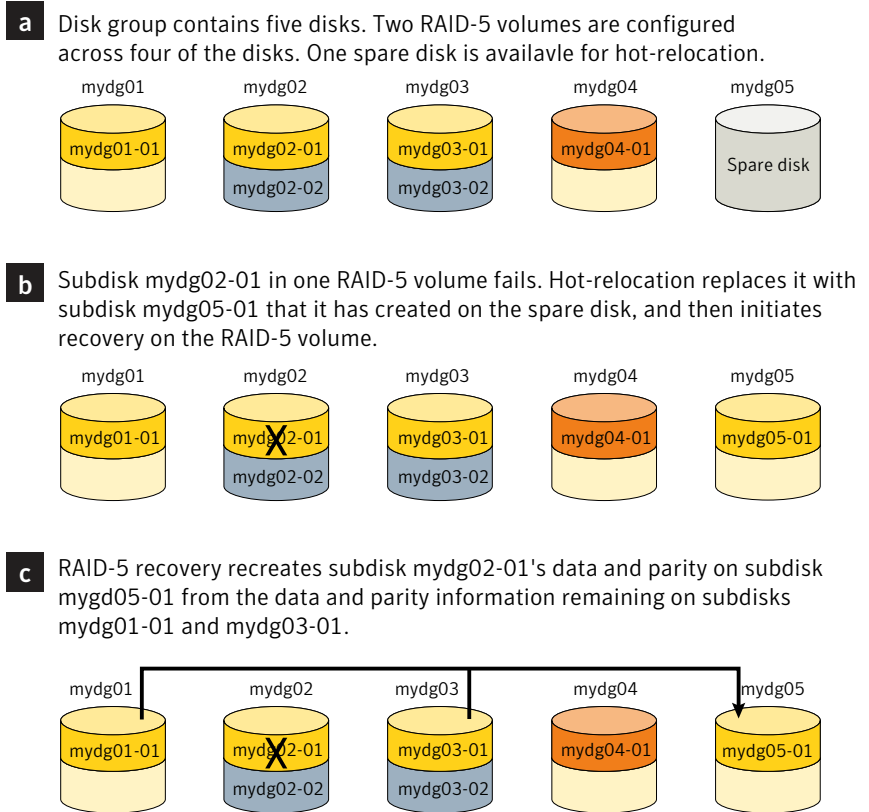 a
Disk group contains five disks. Two RAID-5 volumes are configured
across four of the disks. One spare disk is availavle for hot-relocation.
mydg01 mydg02 mydg03 mydg04 mydg05
mydg01-01 mydg02-01 mydg03-01 mydg04-01 Spare disk
mydg02-02 mydg03-02
b
Subdisk mydg02-01 in one RAID-5 volume fails. Hot-relocation replaces it with
subdisk mydg05-01 that it has created on the spare disk, and then initiates
recovery on the RAID-5 volume.
mydg01 mydg02 mydg03 mydg04 mydg05
mydg01-01 mydg02-01 mydg03-01 mydg04-01 mydg05-01
X
mydg02-02 mydg03-02
c
RAID-5 recovery recreates subdisk mydg02-01's data and parity on subdisk
mygd05-01 from the data and parity information remaining on subdisks
mydg01-01 and mydg03-01.
mydg01 mydg02 mydg03 mydg04 mydg05
mydg01-01 mydg02-01 mydg03-01 mydg04-01 mydg05-01
X
mydg02-02 mydg03-02